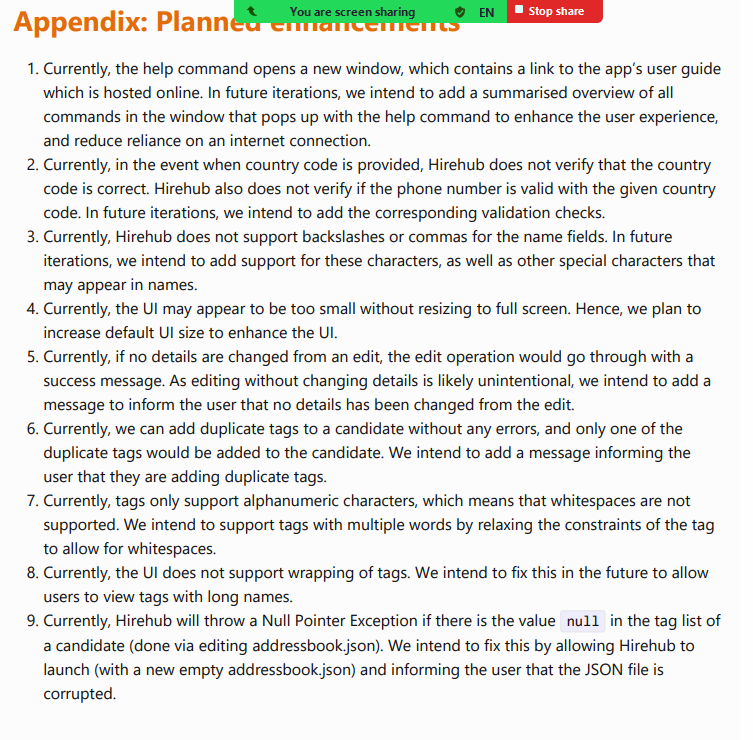 You are screen sharing EN Stop share
Appendix: Planned enhancements
1. Currently, the help command opens a new window, which contains a link to the app's user guide
which is hosted online. In future iterations, we intend to add a summarised overview of all
commands in the window that pops up with the help command to enhance the user experience,
and reduce reliance on an internet connection.
2. Currently, in the event when country code is provided, Hirehub does not verify that the country
code is correct. Hirehub also does not verify if the phone number is valid with the given country
code. In future iterations, we intend to add the corresponding validation checks.
3. Currently, Hirehub does not support backslashes or commas for the name fields. In future
iterations, we intend to add support for these characters, as well as other special characters that
may appear in names.
4. Currently, the UI may appear to be too small without resizing to full screen. Hence, we plan to
increase default UI size to enhance the UI.
5. Currently, if no details are changed from an edit, the edit operation would go through with a
success message. As editing without changing details is likely unintentional, we intend to add a
message to inform the user that no details has been changed from the edit.
6. Currently, we can add duplicate tags to a candidate without any errors, and only one of the
duplicate tags would be added to the candidate. We intend to add a message informing the
user that they are adding duplicate tags.
7. Currently, tags only support alphanumeric characters, which means that whitespaces are not
supported. We intend to support tags with multiple words by relaxing the constraints of the tag
to allow for whitespaces.
8. Currently, the UI does not support wrapping of tags. We intend to fix this in the future to allow
users to view tags with long names.
9. Currently, Hirehub will throw a Null Pointer Exception if there is the value null in the tag list of
a candidate (done via editing addressbook.json). We intend to fix this by allowing Hirehub to
launch (with a new empty addressbook.json) and informing the user that the JSON file is
corrupted.